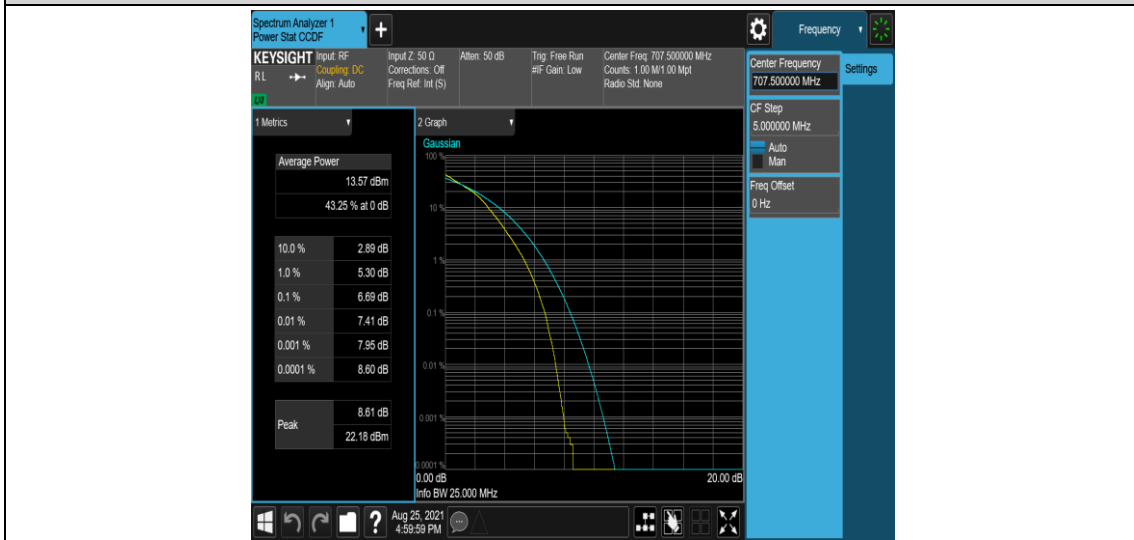 Spectrum Analyzer 1
Power Stat CCDF
+
Frequency
KEYSIGHT
RL
Input: RF
Coupling: DC
Align: Auto
Input Z: 50 Ω
Corrections: Off
Freq Ref: Int (S)
Atten: 50 dB
Trig: Free Run
#IF Gain: Low
Center Freq: 707.500000 MHz
Counts: 1.00 M/1.00 Mpt
Radio Std: None
Center Frequency
707.500000 MHz
Settings
CF Step
5.000000 MHz
Auto
Man
Freq Offset
0 Hz
1 Metrics
Average Power
13.57 dBm
43.25 % at 0 dB
10.0 % 2.89 dB
1.0 % 5.30 dB
0.1 % 6.69 dB
0.01 % 7.41 dB
0.001 % 7.95 dB
0.0001 % 8.60 dB
Peak
8.61 dB
22.18 dBm
2 Graph
Gaussian
100 %
10 %
1 %
0.1 %
0.01 %
0.001 %
0.0001 %
0.00 dB 20.00 dB
Info BW 25.000 MHz
?
Aug 25, 2021
4:59:59 PM